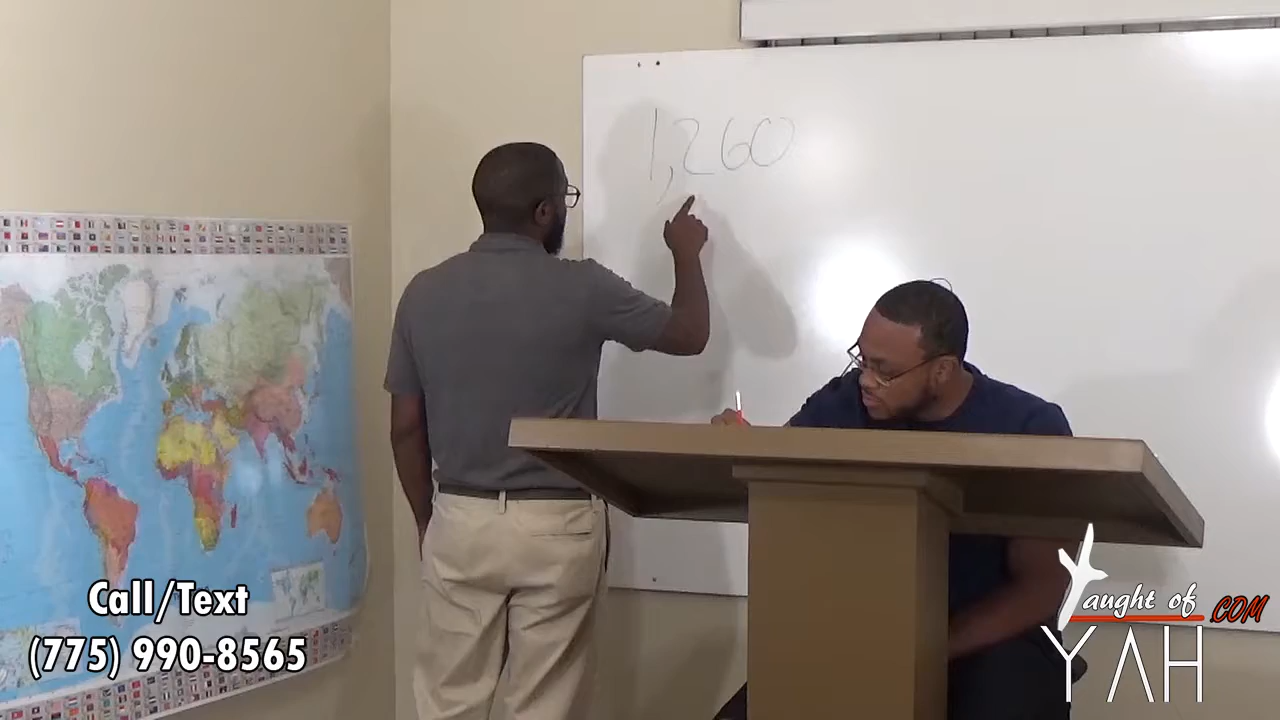 1,260
Call/Text
(775) 990-8565
Taught of .COM
YAH